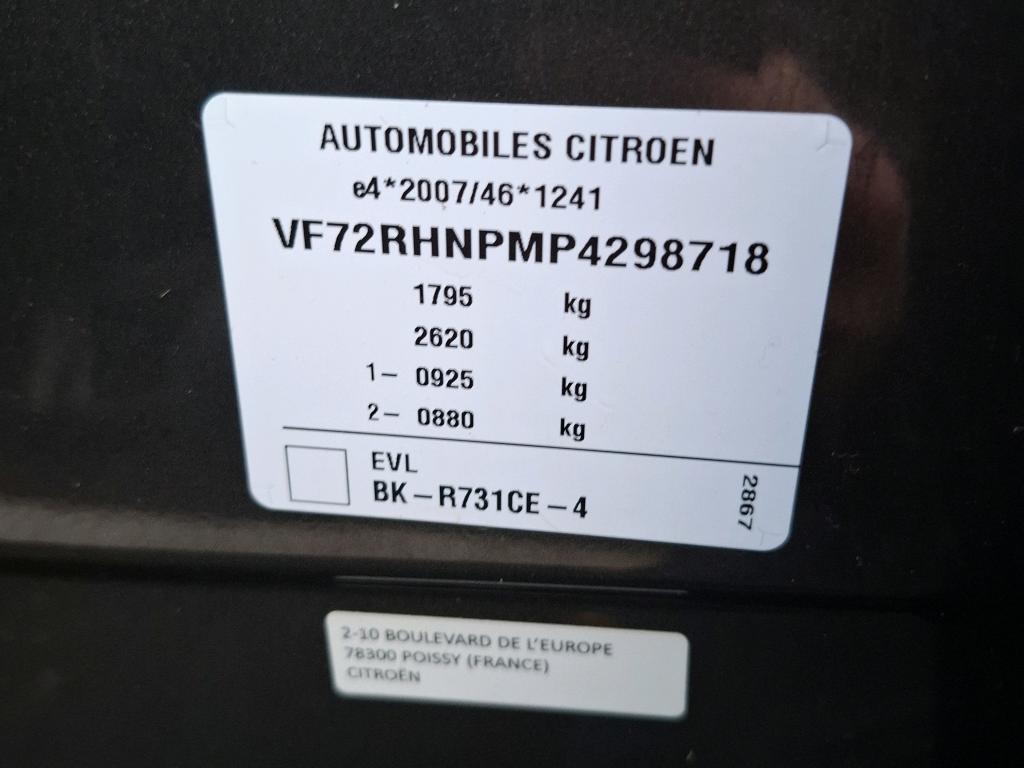 AUTOMOBILES CITROEN
e4*2007/46*1241
VF72RHNPMP4298718
1795 kg
2620 kg
1– 0925 kg
2– 0880 kg
EVL
BK–R731CE–4
2867
2-10 BOULEVARD DE L'EUROPE
78300 POISSY (FRANCE)
CITROËN